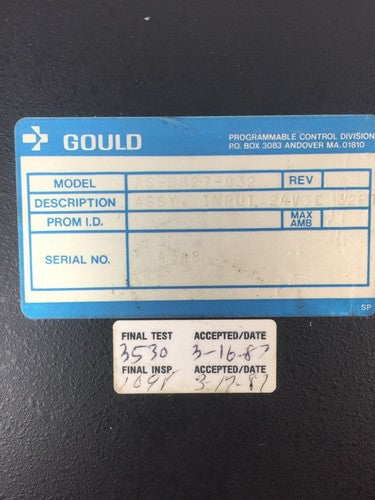 GOULD
PROGRAMMABLE CONTROL DIVISION
P.O. BOX 3083 ANDOVER MA. 01810
MODEL AS-B827-032 REV
DESCRIPTION ASSY, INPUT 24VDC 32PT
PROM I.D. MAX AMB
SERIAL NO.
SP
FINAL TEST ACCEPTED/DATE
3530 3-16-87
FINAL INSP. ACCEPTED/DATE
1098 3-17-87